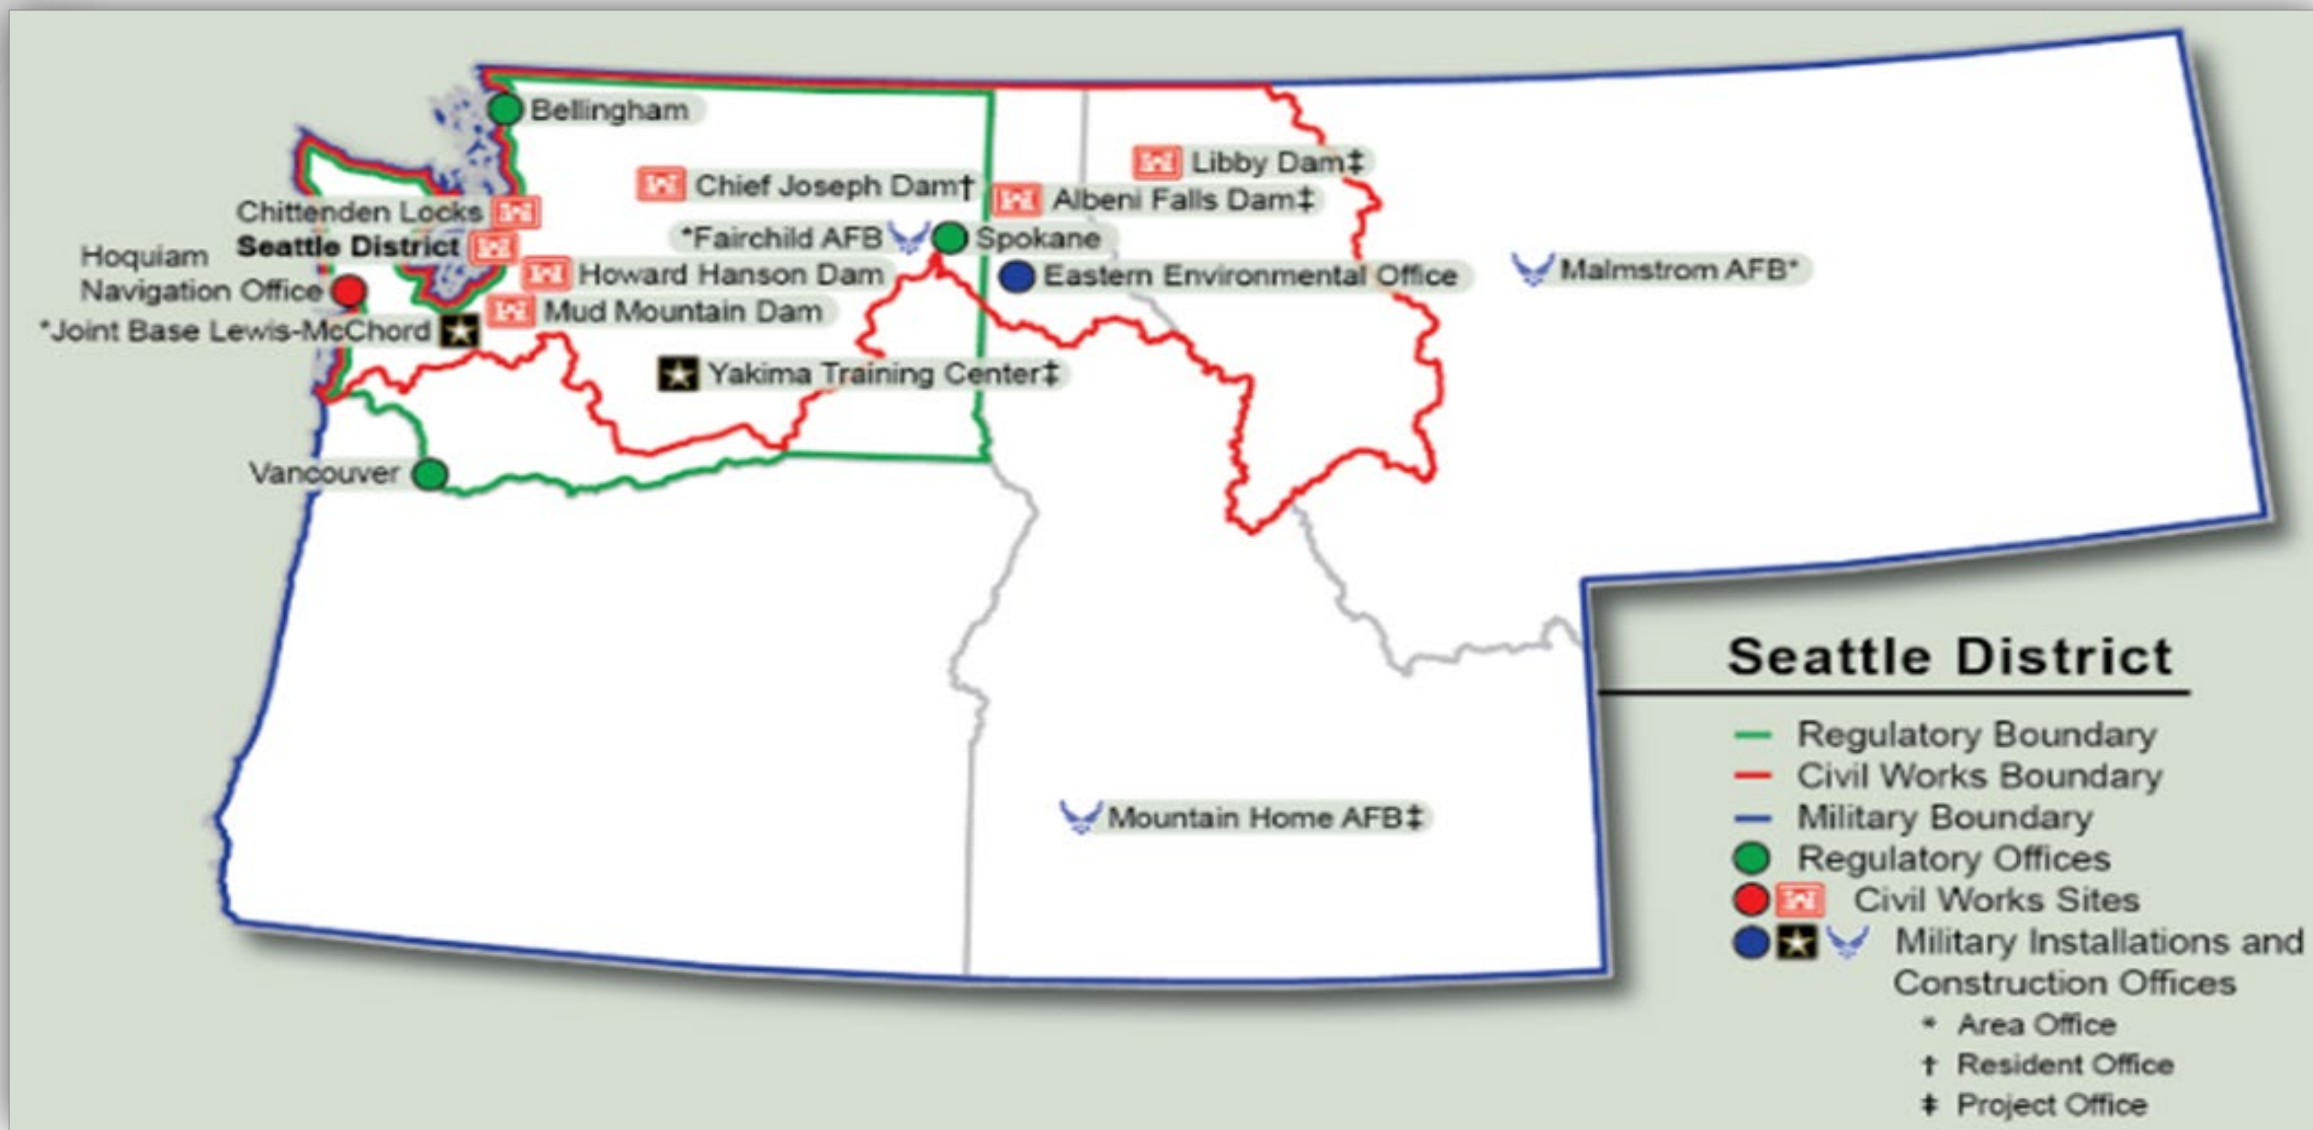 Bellingham
Libby Dam‡
Chief Joseph Dam†
Albeni Falls Dam‡
Chittenden Locks
*Fairchild AFB
Spokane
Seattle District
Hoquiam
Navigation Office
Howard Hanson Dam
Eastern Environmental Office
Malmstrom AFB*
Mud Mountain Dam
*Joint Base Lewis-McChord
Yakima Training Center‡
Vancouver
Mountain Home AFB‡
Seattle District
Regulatory Boundary
Civil Works Boundary
Military Boundary
Regulatory Offices
Civil Works Sites
Military Installations and
Construction Offices
* Area Office
† Resident Office
‡ Project Office